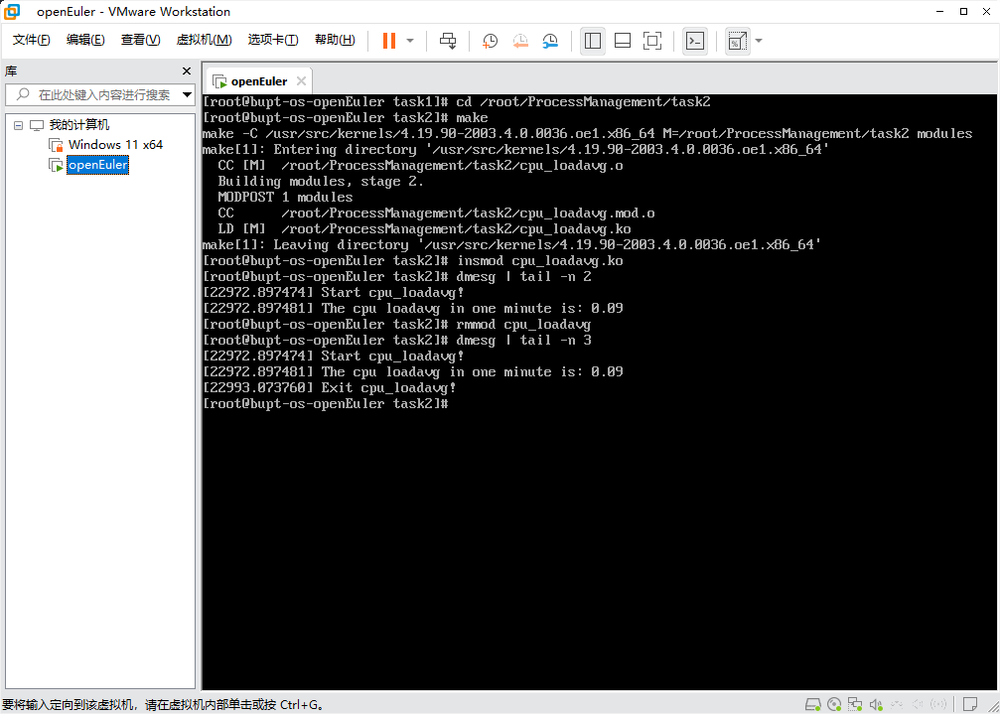 openEuler - VMware Workstation
文件(F) 编辑(E) 查看(V) 虚拟机(M) 选项卡(T) 帮助(H)
库
在此处键入内容进行搜索
我的计算机
Windows 11 x64
openEuler
openEuler
[root@bupt-os-openEuler task1]# cd /root/ProcessManagement/task2
[root@bupt-os-openEuler task2]# make
make -C /usr/src/kernels/4.19.90-2003.4.0.0036.oe1.x86_64 M=/root/ProcessManagement/task2 modules
make[1]: Entering directory '/usr/src/kernels/4.19.90-2003.4.0.0036.oe1.x86_64'
  CC [M]  /root/ProcessManagement/task2/cpu_loadavg.o
  Building modules, stage 2.
  MODPOST 1 modules
  CC      /root/ProcessManagement/task2/cpu_loadavg.mod.o
  LD [M]  /root/ProcessManagement/task2/cpu_loadavg.ko
make[1]: Leaving directory '/usr/src/kernels/4.19.90-2003.4.0.0036.oe1.x86_64'
[root@bupt-os-openEuler task2]# insmod cpu_loadavg.ko
[root@bupt-os-openEuler task2]# dmesg | tail -n 2
[22972.897474] Start cpu_loadavg!
[22972.897481] The cpu loadavg in one minute is: 0.09
[root@bupt-os-openEuler task2]# rmmod cpu_loadavg
[root@bupt-os-openEuler task2]# dmesg | tail -n 3
[22972.897474] Start cpu_loadavg!
[22972.897481] The cpu loadavg in one minute is: 0.09
[22993.073760] Exit cpu_loadavg!
[root@bupt-os-openEuler task2]#
要将输入定向到该虚拟机，请在虚拟机内部单击或按 Ctrl+G。